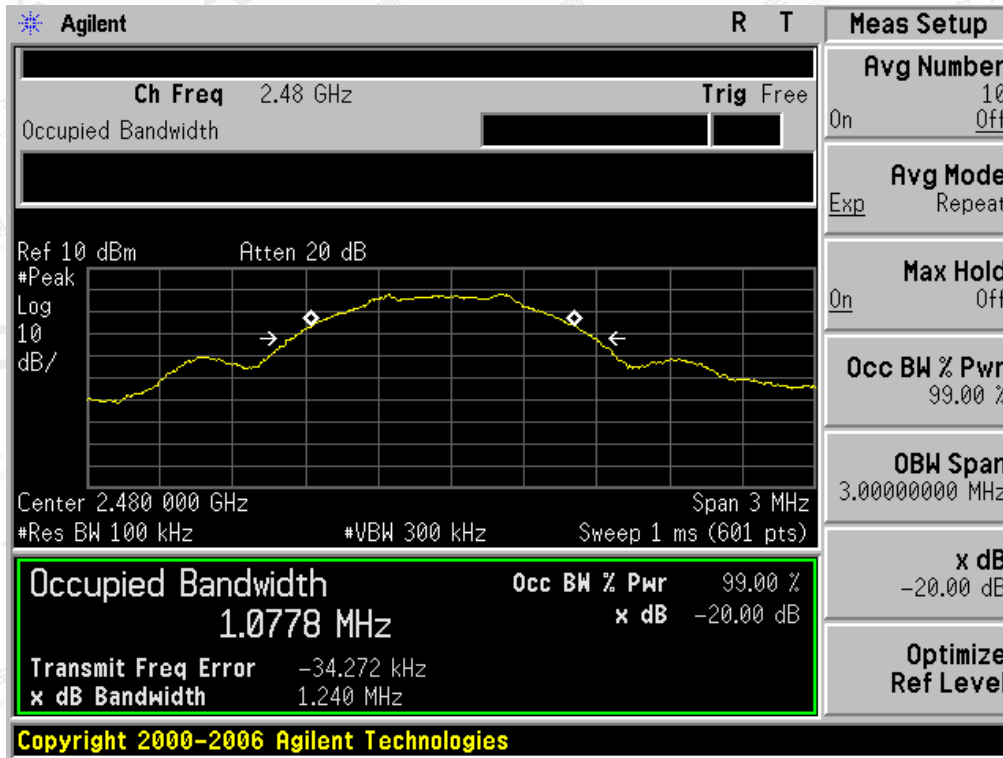 Agilent R T Meas Setup
Ch Freq 2.48 GHz Trig Free
Occupied Bandwidth
Avg Number
10
On Off
Avg Mode
Exp Repeat
Max Hold
On Off
Occ BW % Pwr
99.00 %
OBW Span
3.00000000 MHz
x dB
-20.00 dB
Optimize
Ref Level
Ref 10 dBm Atten 20 dB
#Peak
Log
10
dB/
Center 2.480 000 GHz Span 3 MHz
#Res BW 100 kHz #VBW 300 kHz Sweep 1 ms (601 pts)
Occupied Bandwidth Occ BW % Pwr 99.00 %
1.0778 MHz x dB -20.00 dB
Transmit Freq Error -34.272 kHz
x dB Bandwidth 1.240 MHz
Copyright 2000-2006 Agilent Technologies